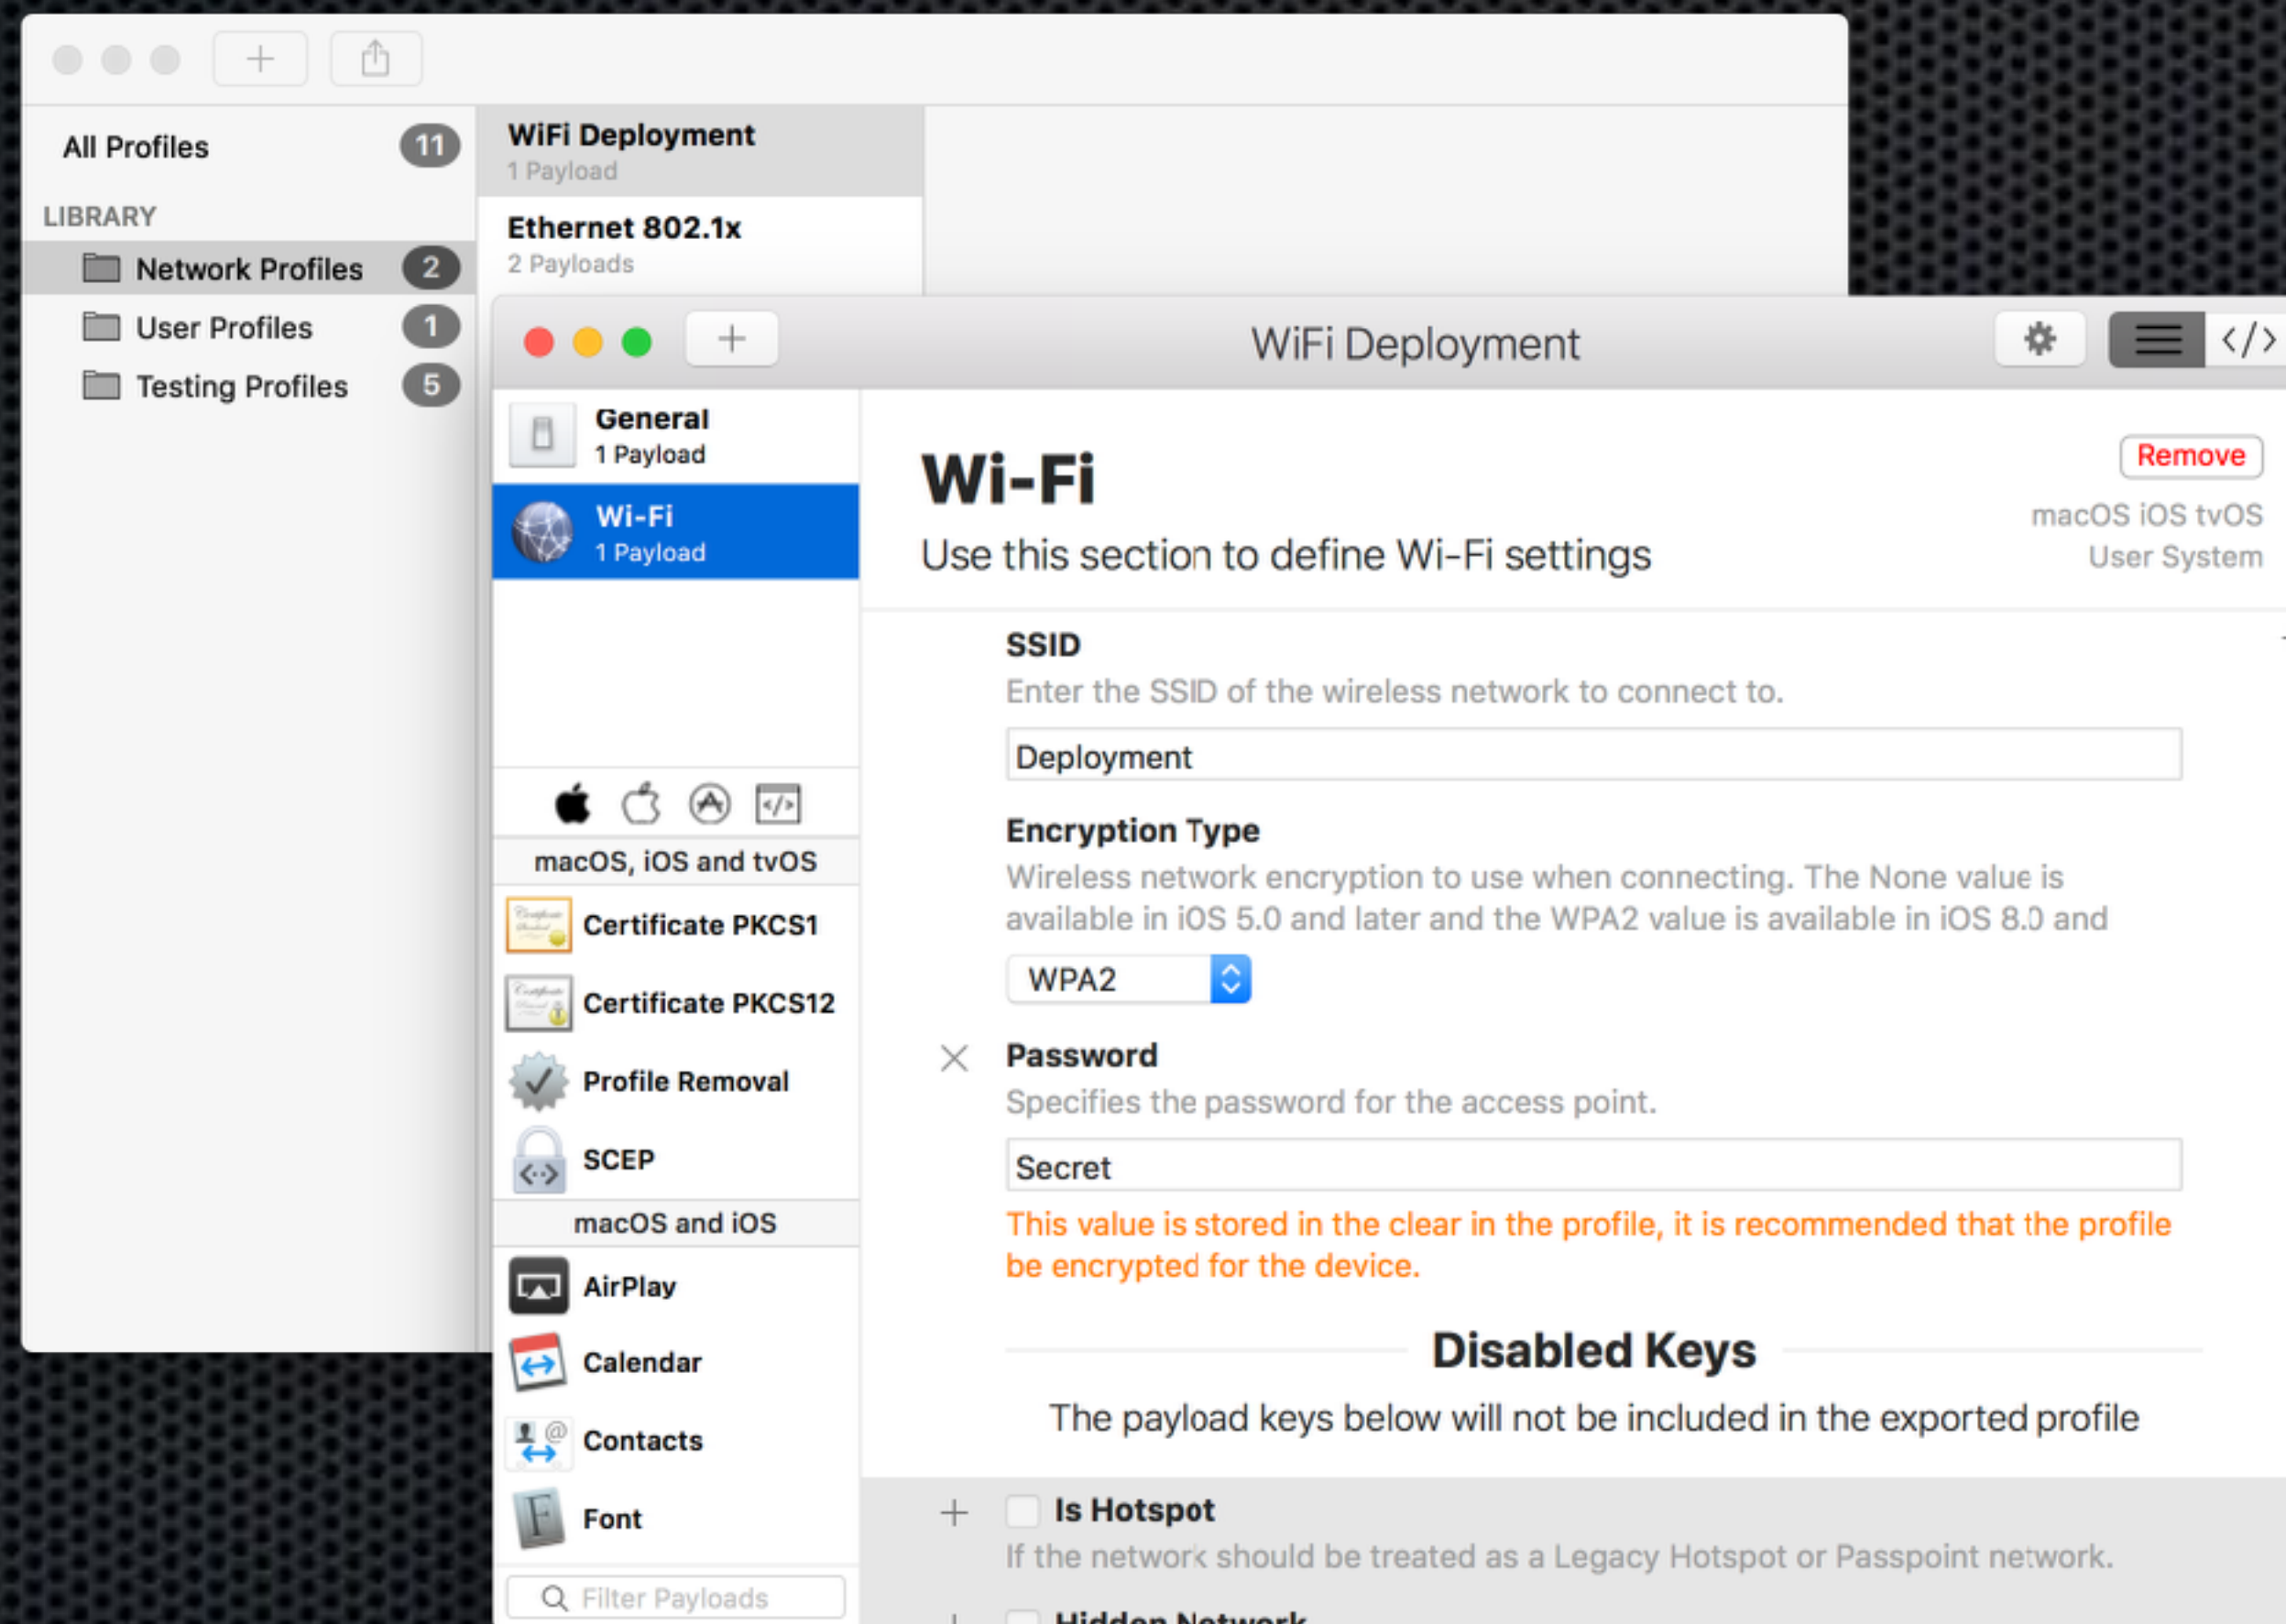 All Profiles 11
LIBRARY
Network Profiles 2
User Profiles 1
Testing Profiles 5
WiFi Deployment
1 Payload
Ethernet 802.1x
2 Payloads
WiFi Deployment
</>
General
1 Payload
Wi-Fi
1 Payload
</>
macOS, iOS and tvOS
Certificate PKCS1
Certificate PKCS12
Profile Removal
SCEP
macOS and iOS
AirPlay
Calendar
Contacts
Font
Filter Payloads
Wi-Fi
Use this section to define Wi-Fi settings
Remove
macOS iOS tvOS
User System
SSID
Enter the SSID of the wireless network to connect to.
Deployment
Encryption Type
Wireless network encryption to use when connecting. The None value is
available in iOS 5.0 and later and the WPA2 value is available in iOS 8.0 and
WPA2
Password
Specifies the password for the access point.
Secret
This value is stored in the clear in the profile, it is recommended that the profile
be encrypted for the device.
Disabled Keys
The payload keys below will not be included in the exported profile
Is Hotspot
If the network should be treated as a Legacy Hotspot or Passpoint network.
Hidden Network